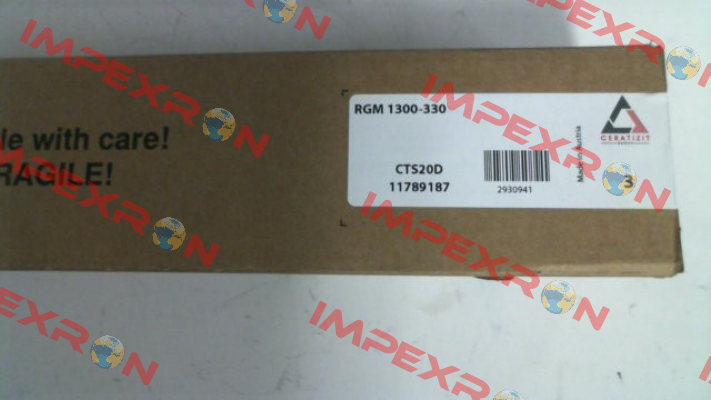 IMPEXRON
IMPEXRON
IMPEXRON
IMPEXRON
IMPEXRON
IMPEXRON
IMPEXRON
le with care!
RAGILE!
RGM 1300-330
CTS20D
11789187
2930941
Made in Austria
CERATIZIT
3